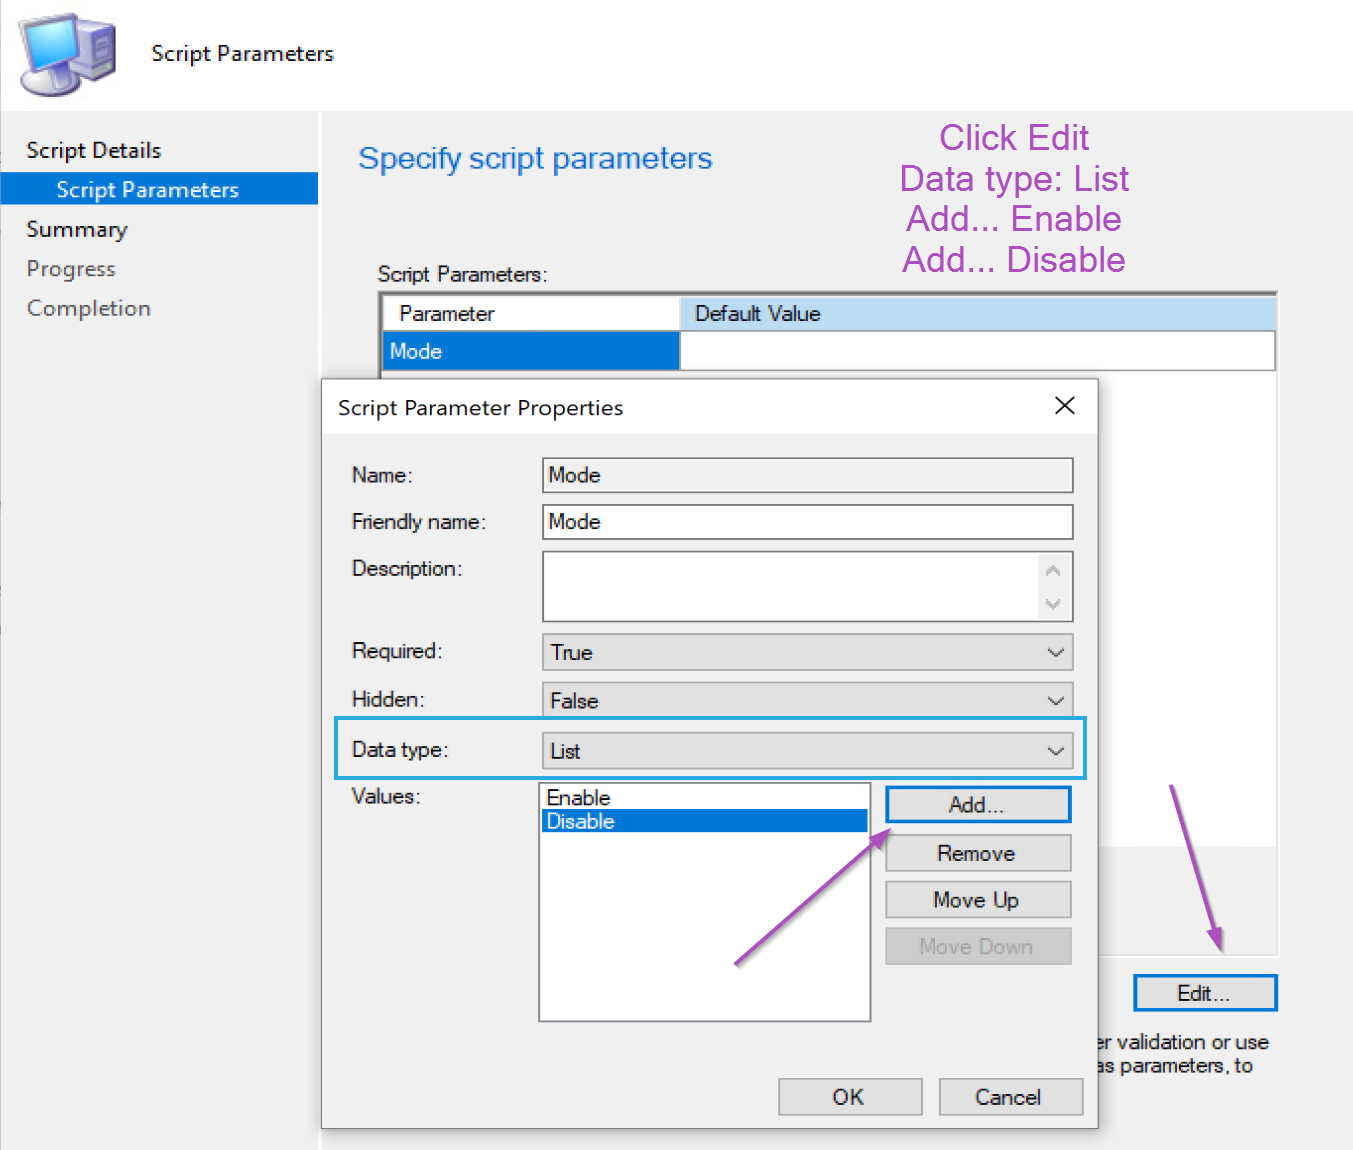 Script Parameters
Script Details
Script Parameters
Summary
Progress
Completion
Specify script parameters
Click Edit
Data type: List
Add... Enable
Add... Disable
Script Parameters:
Parameter Default Value
Mode
Script Parameter Properties
Name: Mode
Friendly name: Mode
Description:
Required: True
Hidden: False
Data type: List
Values: Enable
Disable
Add...
Remove
Move Up
Move Down
Edit...
er validation or use
as parameters, to
OK Cancel